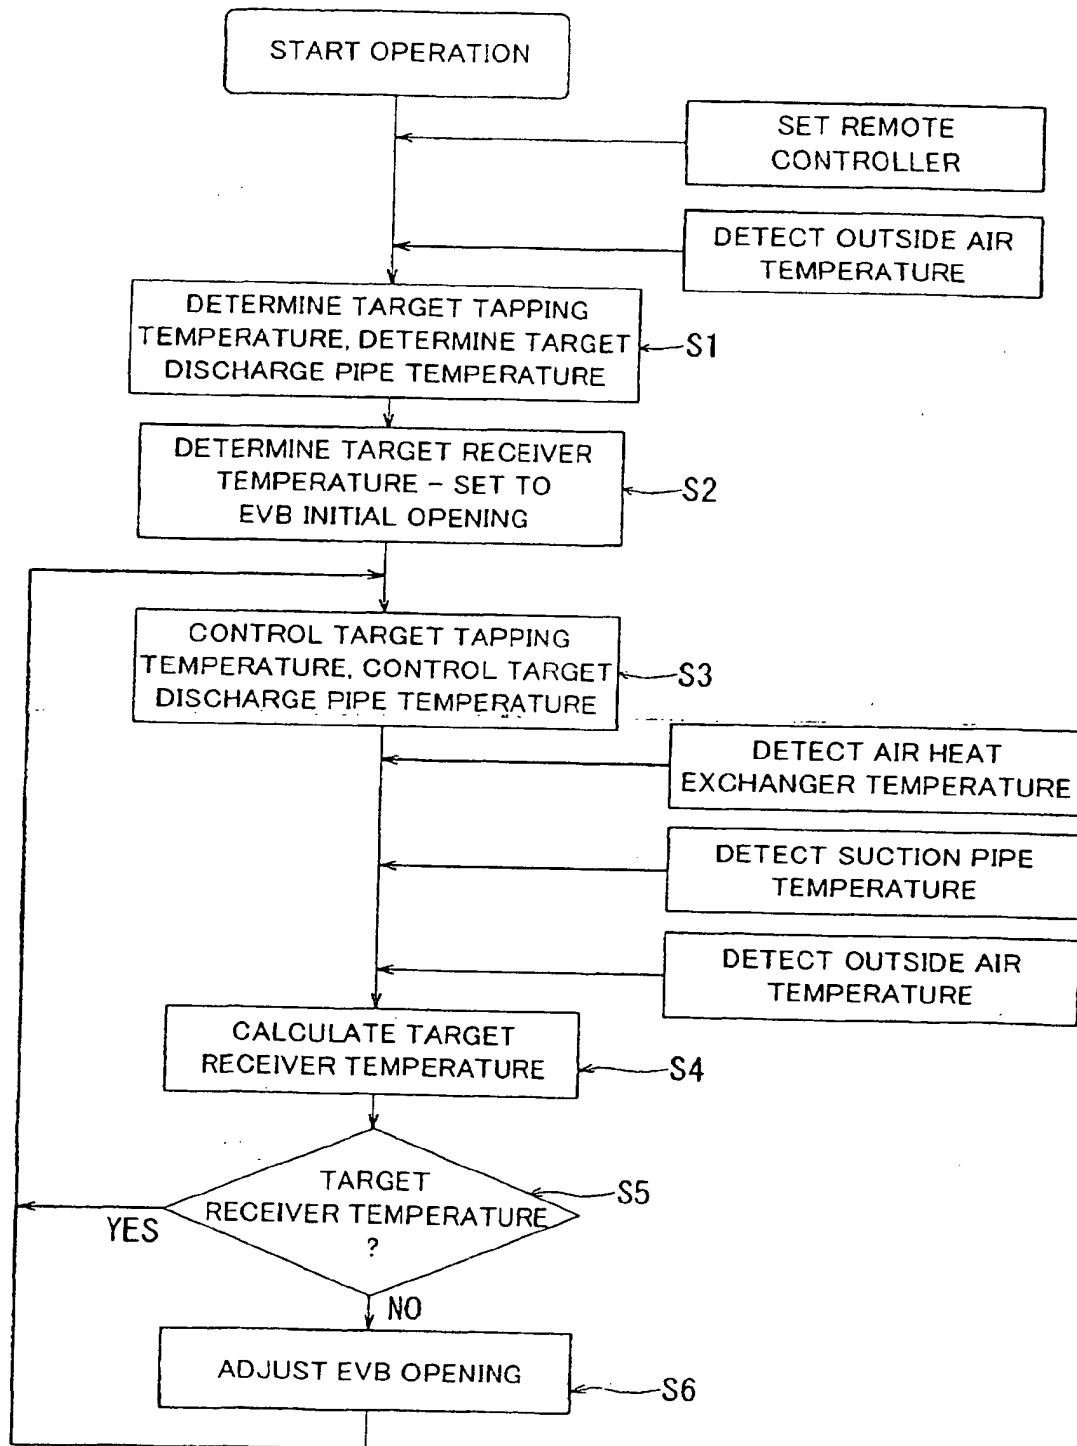 START OPERATION
SET REMOTE
CONTROLLER
DETECT OUTSIDE AIR
TEMPERATURE
DETERMINE TARGET TAPPING
TEMPERATURE, DETERMINE TARGET
DISCHARGE PIPE TEMPERATURE
S1
DETERMINE TARGET RECEIVER
TEMPERATURE – SET TO
EVB INITIAL OPENING
S2
CONTROL TARGET TAPPING
TEMPERATURE, CONTROL TARGET
DISCHARGE PIPE TEMPERATURE
S3
DETECT AIR HEAT
EXCHANGER TEMPERATURE
DETECT SUCTION PIPE
TEMPERATURE
DETECT OUTSIDE AIR
TEMPERATURE
CALCULATE TARGET
RECEIVER TEMPERATURE
S4
TARGET
RECEIVER TEMPERATURE
?
S5
YES
NO
ADJUST EVB OPENING
S6